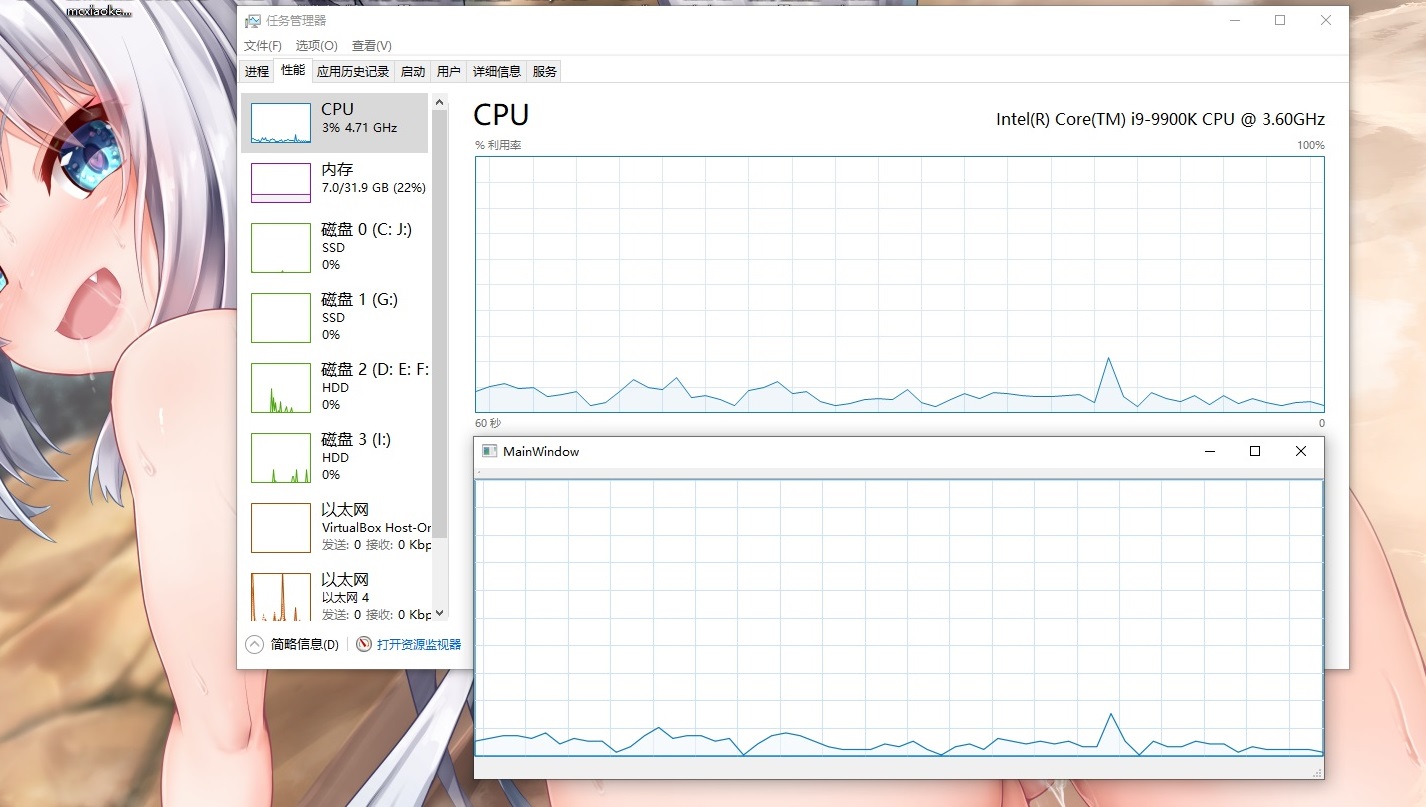 moxiaoke...
任务管理器
文件(F) 选项(O) 查看(V)
进程 性能 应用历史记录 启动 用户 详细信息 服务
CPU
3% 4.71 GHz
内存
7.0/31.9 GB (22%)
磁盘 0 (C: J:)
SSD
0%
磁盘 1 (G:)
SSD
0%
磁盘 2 (D: E: F:
HDD
0%
磁盘 3 (I:)
HDD
0%
以太网
VirtualBox Host-Or
发送: 0 接收: 0 Kbp
以太网
以太网 4
发送: 0 接收: 0 Kbp
简略信息(D) 打开资源监视器
CPU
Intel(R) Core(TM) i9-9900K CPU @ 3.60GHz
% 利用率 100%
60 秒 0
MainWindow